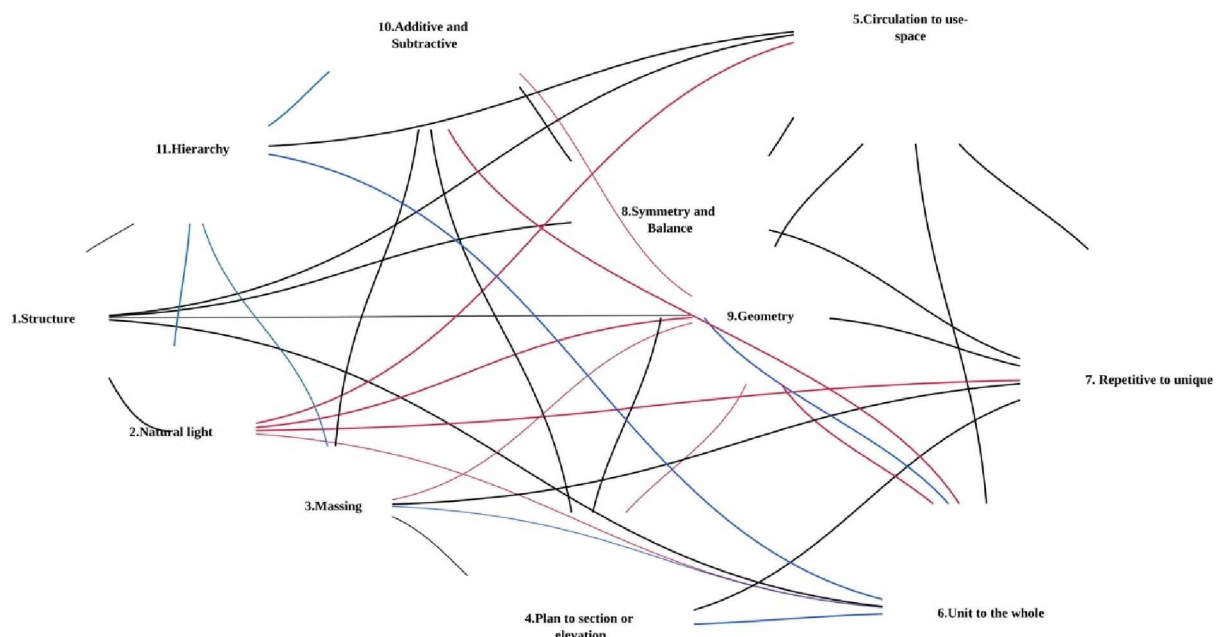 10.Additive and
Subtractive
5.Circulation to use-
space
11.Hierarchy
8.Symmetry and
Balance
1.Structure
9.Geometry
7. Repetitive to unique
2.Natural light
3.Massing
4.Plan to section or
elevation
6.Unit to the whole